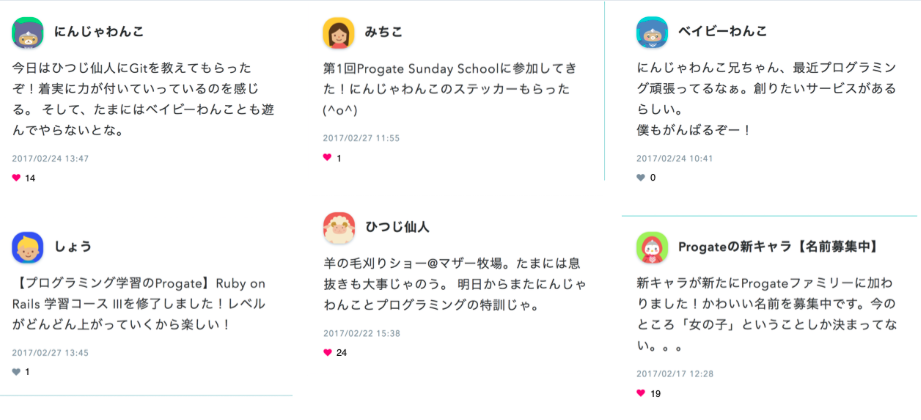 にんじゃわんこ
今日はひつじ仙人にGitを教えてもらった
ぞ！着実に力が付いていっているのを感じ
る。 そして、たまにはベイビーわんことも遊
んでやらないとな。
2017/02/24 13:47
14
みちこ
第1回Progate Sunday Schoolに参加してき
た！にんじゃわんこのステッカーもらった
(^o^)
2017/02/27 11:55
1
ベイビーわんこ
にんじゃわんこ兄ちゃん、最近プログラミン
グ頑張ってるなぁ。創りたいサービスがある
らしい。
僕もがんばるぞー！
2017/02/24 10:41
0
しょう
【プログラミング学習のProgate】Ruby on
Rails 学習コース IIIを修了しました！レベル
がどんどん上がっていくから楽しい！
2017/02/27 13:45
1
ひつじ仙人
羊の毛刈りショー@マザー牧場。たまには息
抜きも大事じゃのう。 明日からまたにんじゃ
わんことプログラミングの特訓じゃ。
2017/02/22 15:38
24
Progateの新キャラ【名前募集中】
新キャラが新たにProgateファミリーに加わ
りました！かわいい名前を募集中です。今の
ところ「女の子」ということしか決まってな
い。。。
2017/02/17 12:28
19